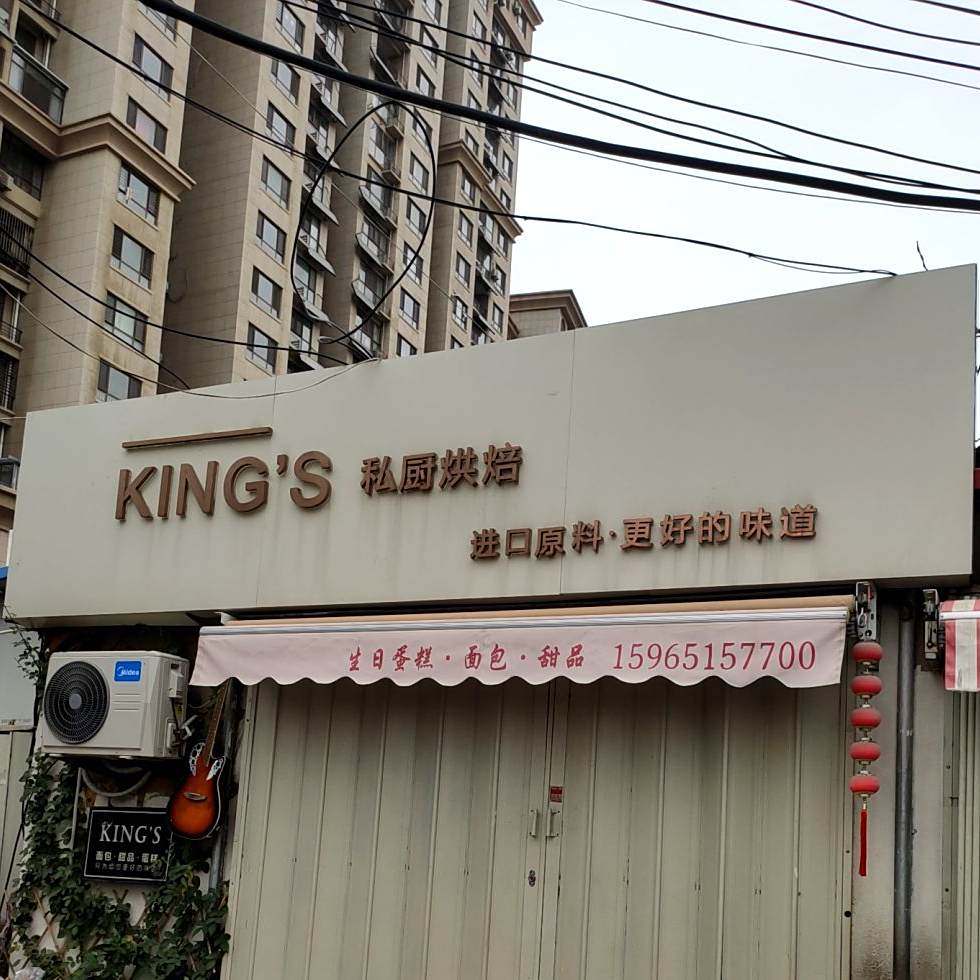 KING'S 私厨烘焙
进口原料·更好的味道
生日蛋糕·面包·甜品 15965157700
Midea
KING'S
面包·甜品·蛋糕